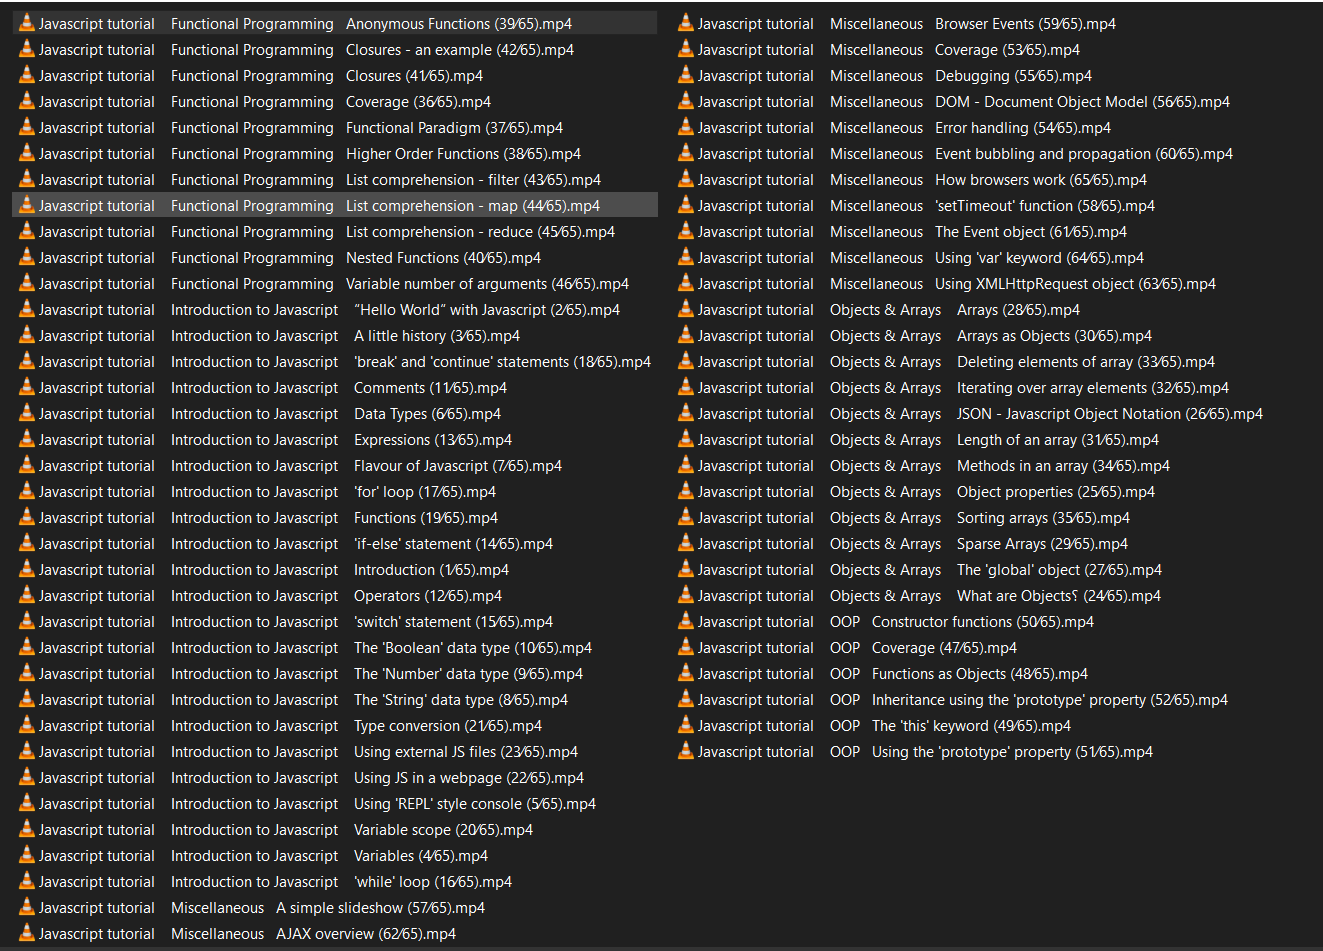 Javascript tutorial Functional Programming Anonymous Functions (39⁄65).mp4
Javascript tutorial Functional Programming Closures - an example (42⁄65).mp4
Javascript tutorial Functional Programming Closures (41⁄65).mp4
Javascript tutorial Functional Programming Coverage (36⁄65).mp4
Javascript tutorial Functional Programming Functional Paradigm (37⁄65).mp4
Javascript tutorial Functional Programming Higher Order Functions (38⁄65).mp4
Javascript tutorial Functional Programming List comprehension - filter (43⁄65).mp4
Javascript tutorial Functional Programming List comprehension - map (44⁄65).mp4
Javascript tutorial Functional Programming List comprehension - reduce (45⁄65).mp4
Javascript tutorial Functional Programming Nested Functions (40⁄65).mp4
Javascript tutorial Functional Programming Variable number of arguments (46⁄65).mp4
Javascript tutorial Introduction to Javascript “Hello World“ with Javascript (2⁄65).mp4
Javascript tutorial Introduction to Javascript A little history (3⁄65).mp4
Javascript tutorial Introduction to Javascript 'break' and 'continue' statements (18⁄65).mp4
Javascript tutorial Introduction to Javascript Comments (11⁄65).mp4
Javascript tutorial Introduction to Javascript Data Types (6⁄65).mp4
Javascript tutorial Introduction to Javascript Expressions (13⁄65).mp4
Javascript tutorial Introduction to Javascript Flavour of Javascript (7⁄65).mp4
Javascript tutorial Introduction to Javascript 'for' loop (17⁄65).mp4
Javascript tutorial Introduction to Javascript Functions (19⁄65).mp4
Javascript tutorial Introduction to Javascript 'if-else' statement (14⁄65).mp4
Javascript tutorial Introduction to Javascript Introduction (1⁄65).mp4
Javascript tutorial Introduction to Javascript Operators (12⁄65).mp4
Javascript tutorial Introduction to Javascript 'switch' statement (15⁄65).mp4
Javascript tutorial Introduction to Javascript The 'Boolean' data type (10⁄65).mp4
Javascript tutorial Introduction to Javascript The 'Number' data type (9⁄65).mp4
Javascript tutorial Introduction to Javascript The 'String' data type (8⁄65).mp4
Javascript tutorial Introduction to Javascript Type conversion (21⁄65).mp4
Javascript tutorial Introduction to Javascript Using external JS files (23⁄65).mp4
Javascript tutorial Introduction to Javascript Using JS in a webpage (22⁄65).mp4
Javascript tutorial Introduction to Javascript Using 'REPL' style console (5⁄65).mp4
Javascript tutorial Introduction to Javascript Variable scope (20⁄65).mp4
Javascript tutorial Introduction to Javascript Variables (4⁄65).mp4
Javascript tutorial Introduction to Javascript 'while' loop (16⁄65).mp4
Javascript tutorial Miscellaneous A simple slideshow (57⁄65).mp4
Javascript tutorial Miscellaneous AJAX overview (62⁄65).mp4
Javascript tutorial Miscellaneous Browser Events (59⁄65).mp4
Javascript tutorial Miscellaneous Coverage (53⁄65).mp4
Javascript tutorial Miscellaneous Debugging (55⁄65).mp4
Javascript tutorial Miscellaneous DOM - Document Object Model (56⁄65).mp4
Javascript tutorial Miscellaneous Error handling (54⁄65).mp4
Javascript tutorial Miscellaneous Event bubbling and propagation (60⁄65).mp4
Javascript tutorial Miscellaneous How browsers work (65⁄65).mp4
Javascript tutorial Miscellaneous 'setTimeout' function (58⁄65).mp4
Javascript tutorial Miscellaneous The Event object (61⁄65).mp4
Javascript tutorial Miscellaneous Using 'var' keyword (64⁄65).mp4
Javascript tutorial Miscellaneous Using XMLHttpRequest object (63⁄65).mp4
Javascript tutorial Objects & Arrays Arrays (28⁄65).mp4
Javascript tutorial Objects & Arrays Arrays as Objects (30⁄65).mp4
Javascript tutorial Objects & Arrays Deleting elements of array (33⁄65).mp4
Javascript tutorial Objects & Arrays Iterating over array elements (32⁄65).mp4
Javascript tutorial Objects & Arrays JSON - Javascript Object Notation (26⁄65).mp4
Javascript tutorial Objects & Arrays Length of an array (31⁄65).mp4
Javascript tutorial Objects & Arrays Methods in an array (34⁄65).mp4
Javascript tutorial Objects & Arrays Object properties (25⁄65).mp4
Javascript tutorial Objects & Arrays Sorting arrays (35⁄65).mp4
Javascript tutorial Objects & Arrays Sparse Arrays (29⁄65).mp4
Javascript tutorial Objects & Arrays The 'global' object (27⁄65).mp4
Javascript tutorial Objects & Arrays What are Objects؟ (24⁄65).mp4
Javascript tutorial OOP Constructor functions (50⁄65).mp4
Javascript tutorial OOP Coverage (47⁄65).mp4
Javascript tutorial OOP Functions as Objects (48⁄65).mp4
Javascript tutorial OOP Inheritance using the 'prototype' property (52⁄65).mp4
Javascript tutorial OOP The 'this' keyword (49⁄65).mp4
Javascript tutorial OOP Using the 'prototype' property (51⁄65).mp4